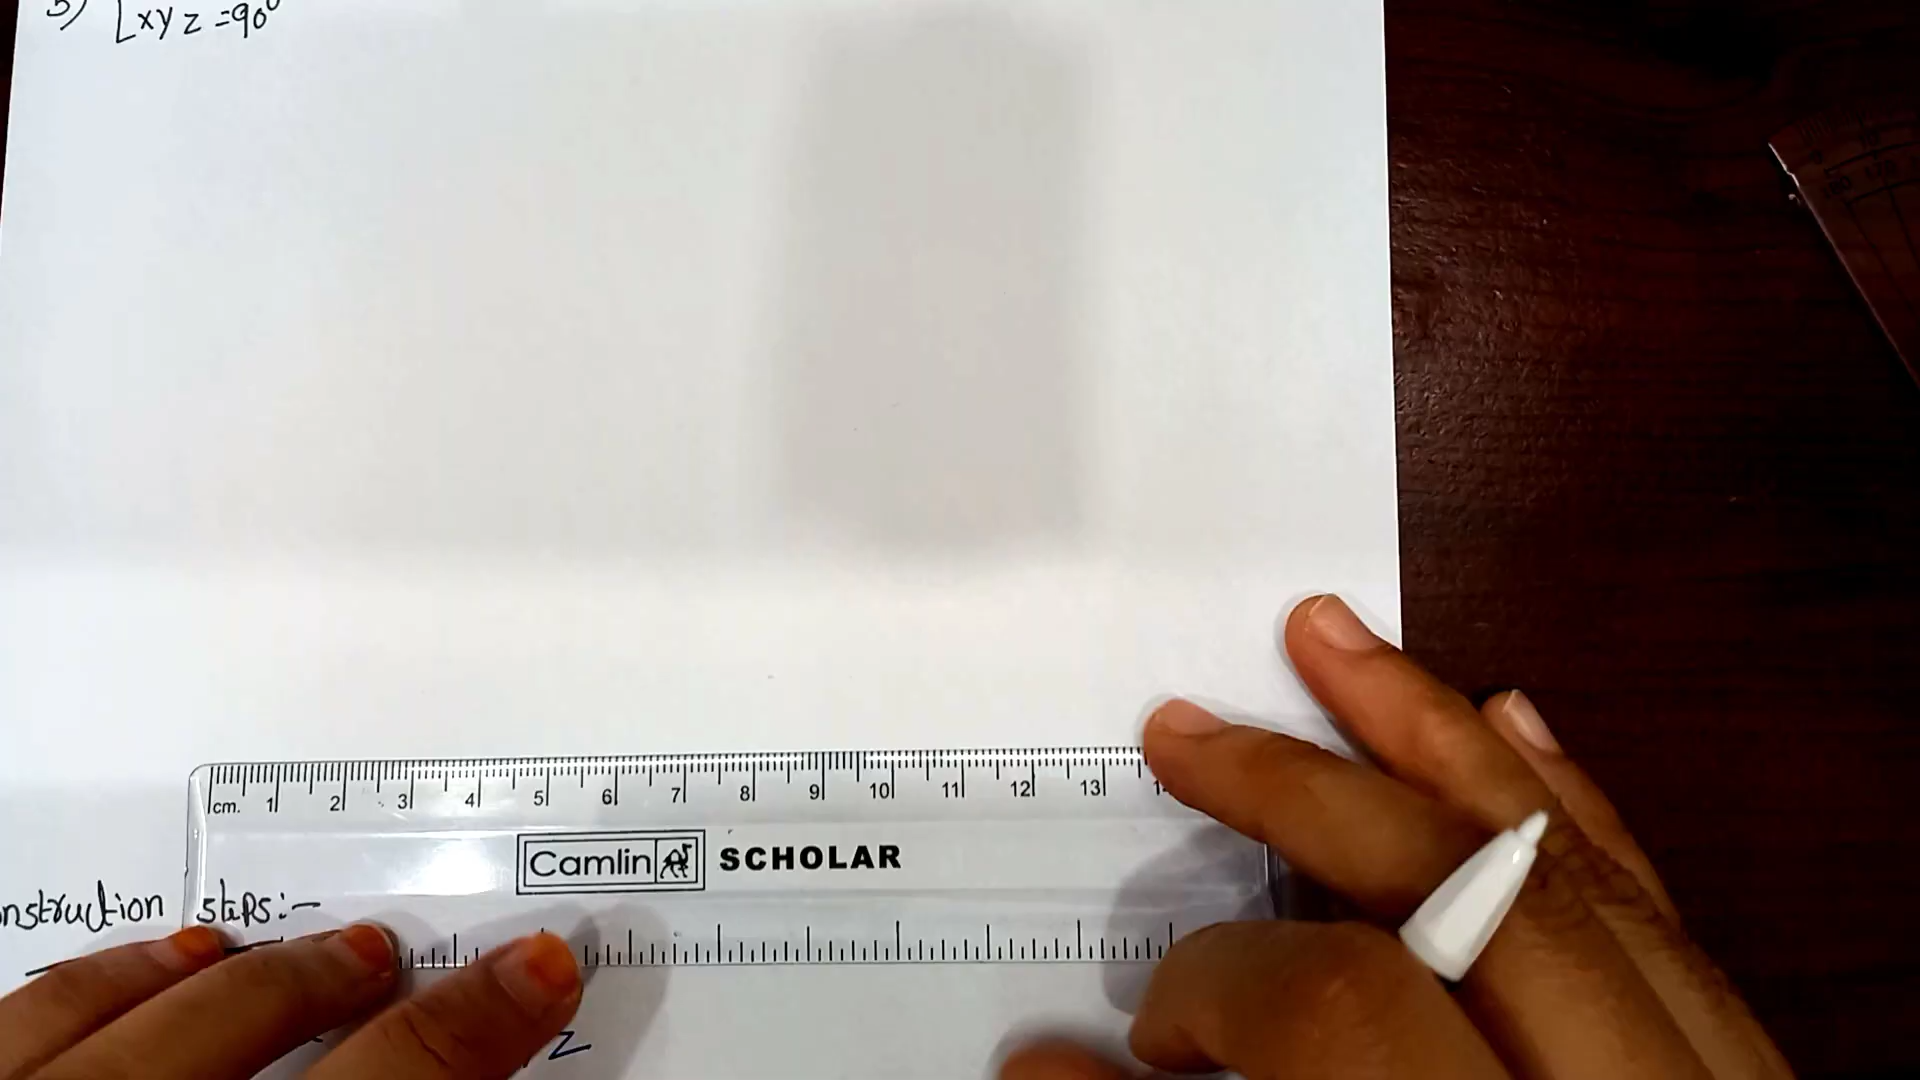 5) ∠xyz=90°
cm. 1 2 3 4 5 6 7 8 9 10 11 12 13
Camlin SCHOLAR
nstruction steps:-
Z